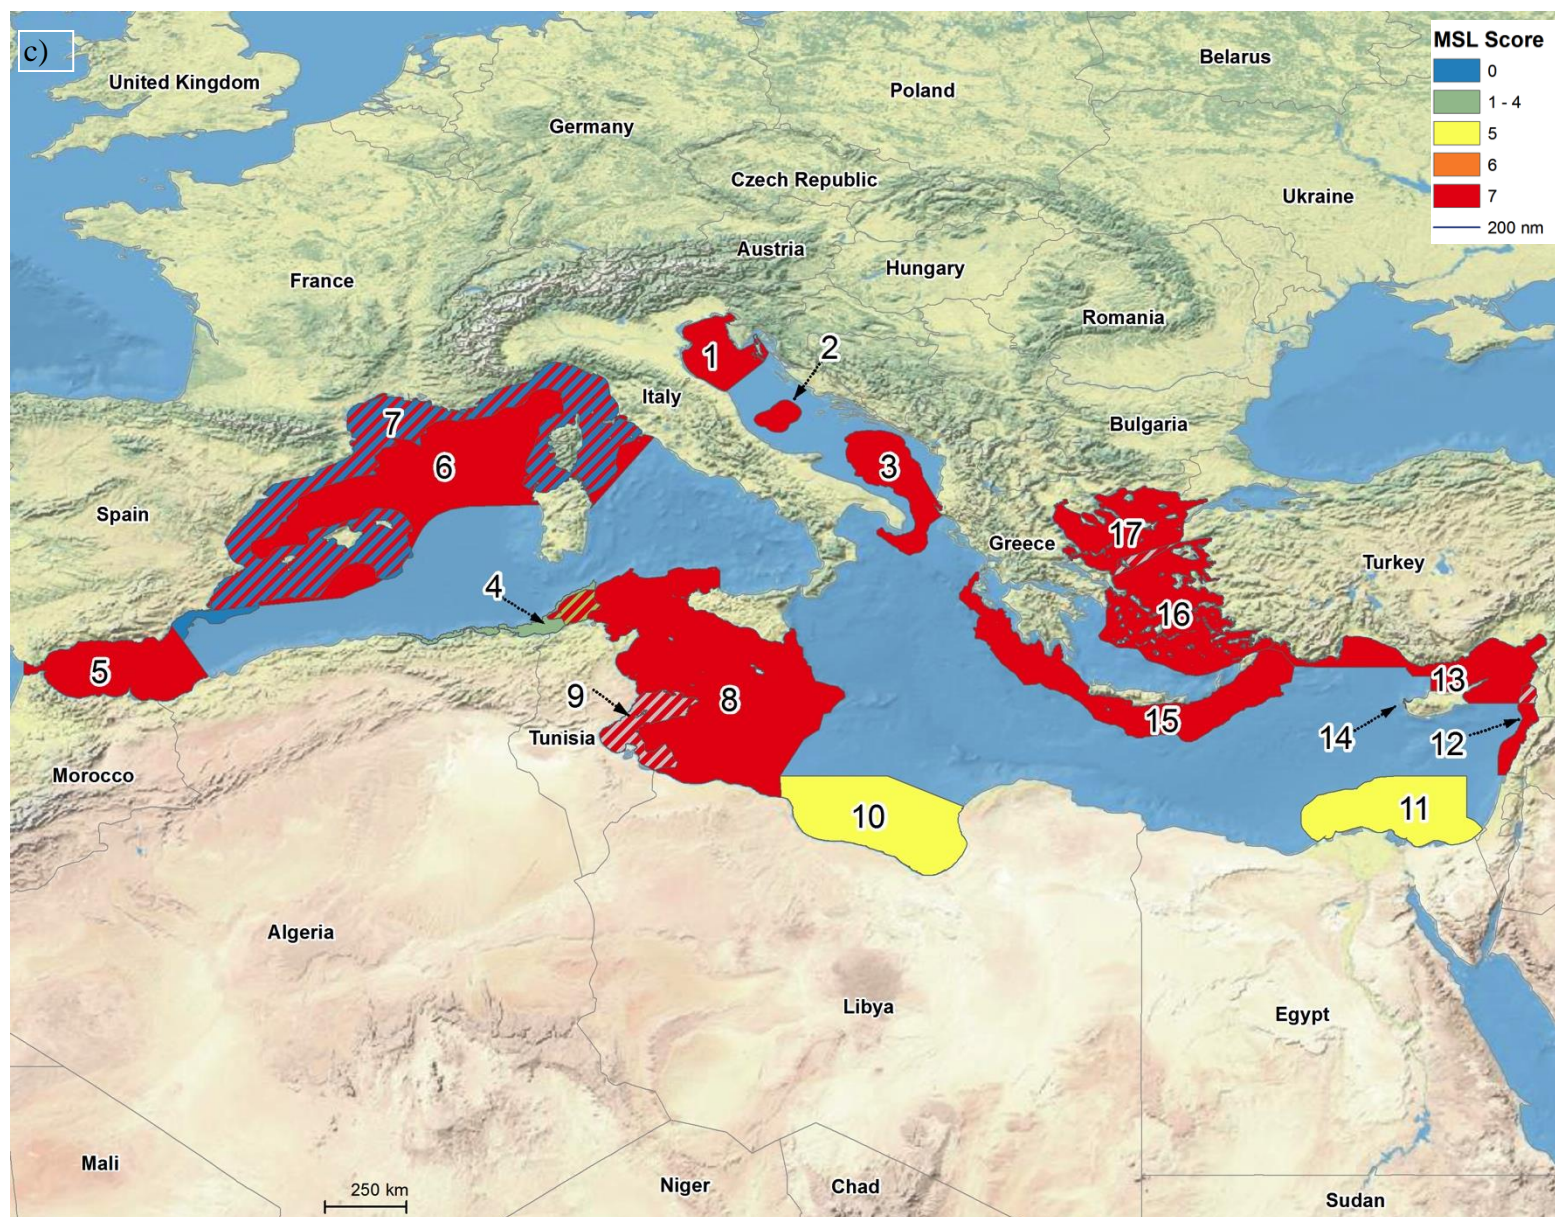 c)
MSL Score
0
1 - 4
5
6
7
200 nm
United Kingdom
Belarus
Poland
Germany
Czech Republic
Ukraine
Austria
Hungary
France
Romania
1
2
Italy
7
Bulgaria
6
3
Spain
17
Greece
Turkey
4
16
5
13
9
8
15
14
12
Tunisia
Morocco
10
11
Algeria
Libya
Egypt
Mali
250 km
Niger
Chad
Sudan